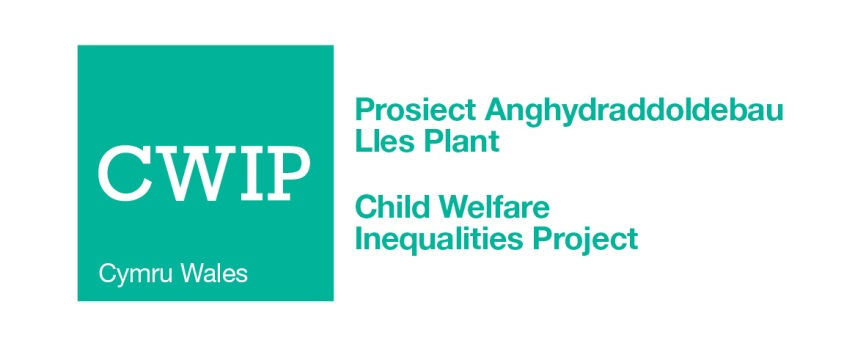 CWIP
Cymru Wales
Prosiect Anghydraddoldebau
Lles Plant
Child Welfare
Inequalities Project